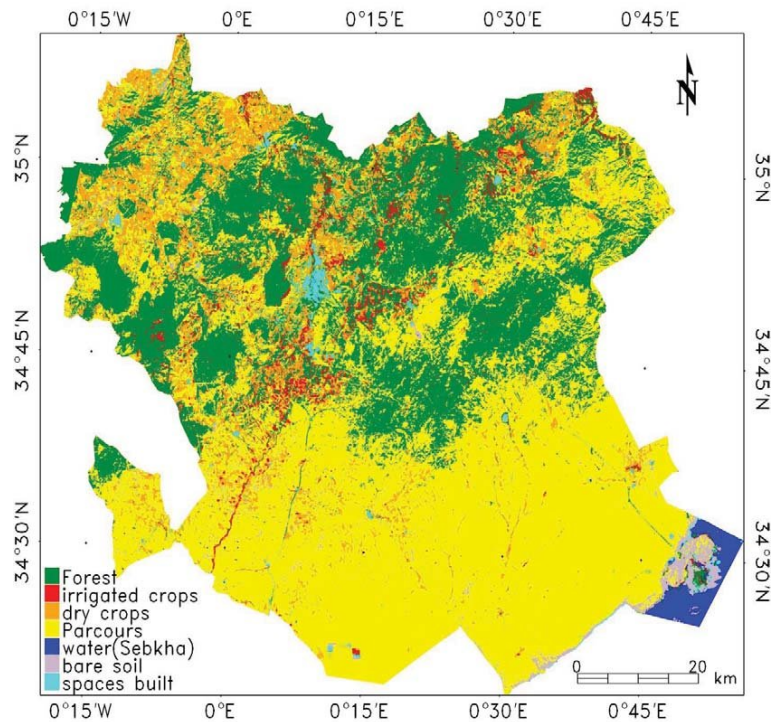 0°15'W 0°E 0°15'E 0°30'E 0°45'E
N
35°N 35°N
34°45'N 34°45'N
34°30'N 34°30'N
Forest
irrigated crops
dry crops
Parcours
water(Sebkha)
bare soil
spaces built
0 20
km
0°15'W 0°E 0°15'E 0°30'E 0°45'E